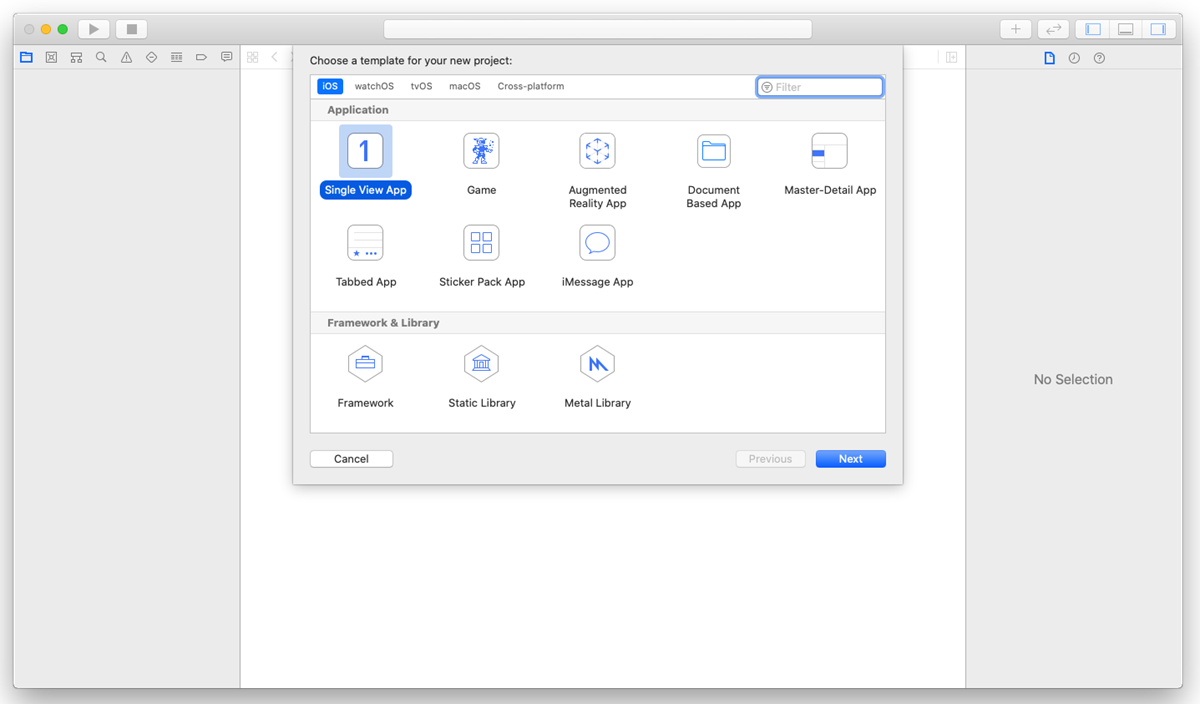 Choose a template for your new project:
iOS watchOS tvOS macOS Cross-platform Filter
Application
1
Single View App Game Augmented Reality App Document Based App Master-Detail App
Tabbed App Sticker Pack App iMessage App
Framework & Library
Framework Static Library Metal Library
No Selection
Cancel Previous Next